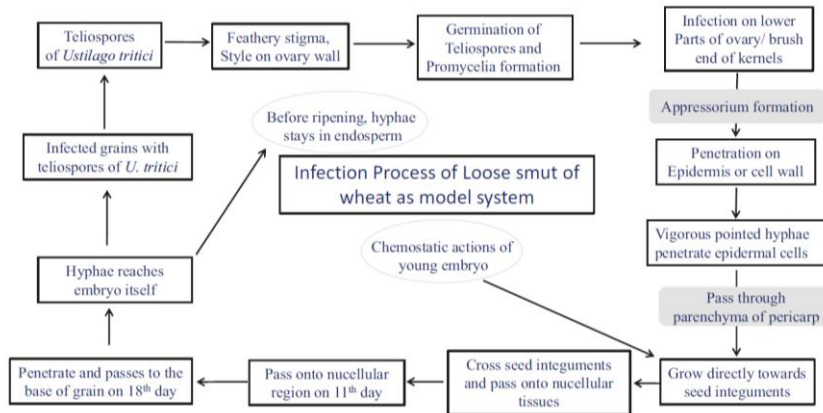 Teliospores
of Ustilago tritici
Feathery stigma,
Style on ovary wall
Germination of
Teliospores and
Promycelia formation
Infection on lower
Parts of ovary/ brush
end of kernels
Appressorium formation
Penetration on
Epidermis or cell wall
Vigorous pointed hyphae
penetrate epidermal cells
Pass through
parenchyma of pericarp
Grow directly towards
seed integuments
Chemostatic actions of
young embryo
Cross seed integuments
and pass onto nucellular
tissues
Pass onto nucellular
region on 11th day
Penetrate and passes to the
base of grain on 18th day
Hyphae reaches
embryo itself
Before ripening, hyphae
stays in endosperm
Infected grains with
teliospores of U. tritici
Infection Process of Loose smut of
wheat as model system